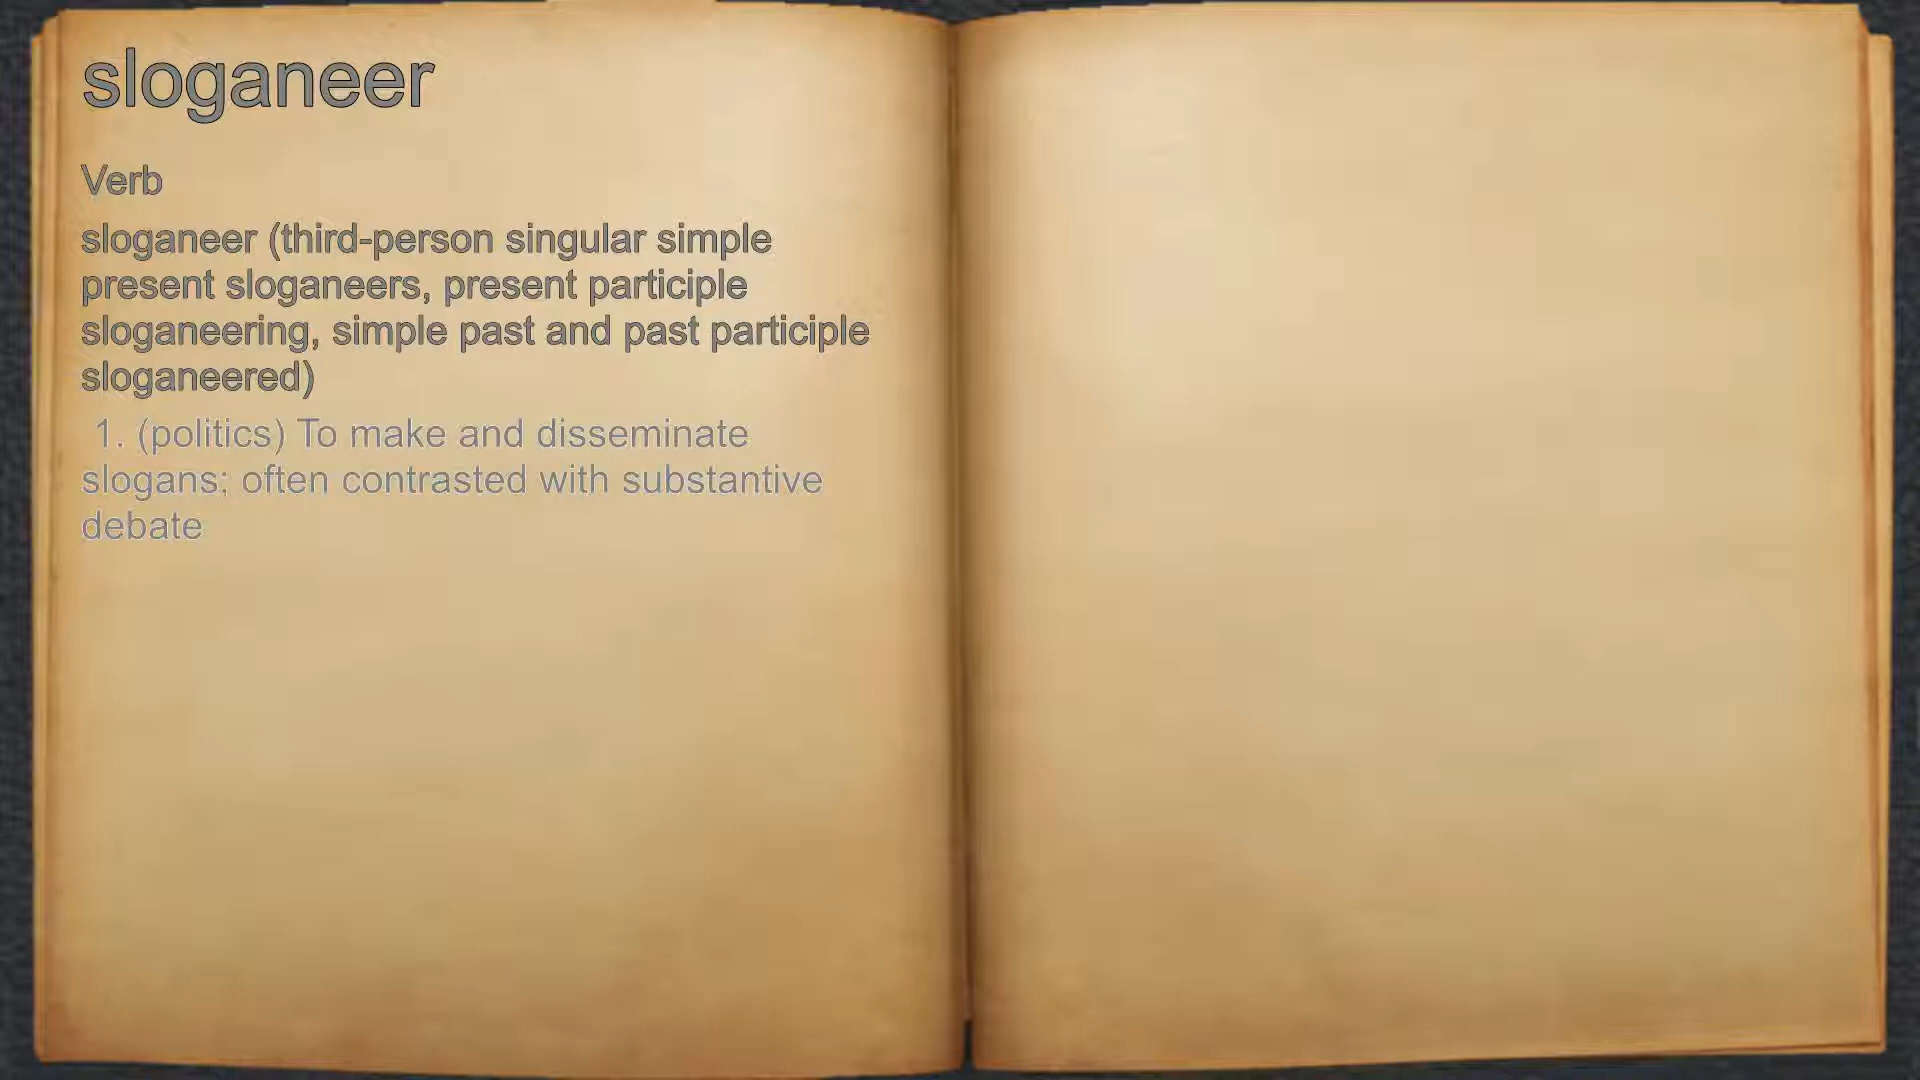 sloganeer
Verb
sloganeer (third-person singular simple
present sloganeers, present participle
sloganeering, simple past and past participle
sloganeered)
1. (politics) To make and disseminate
slogans; often contrasted with substantive
debate